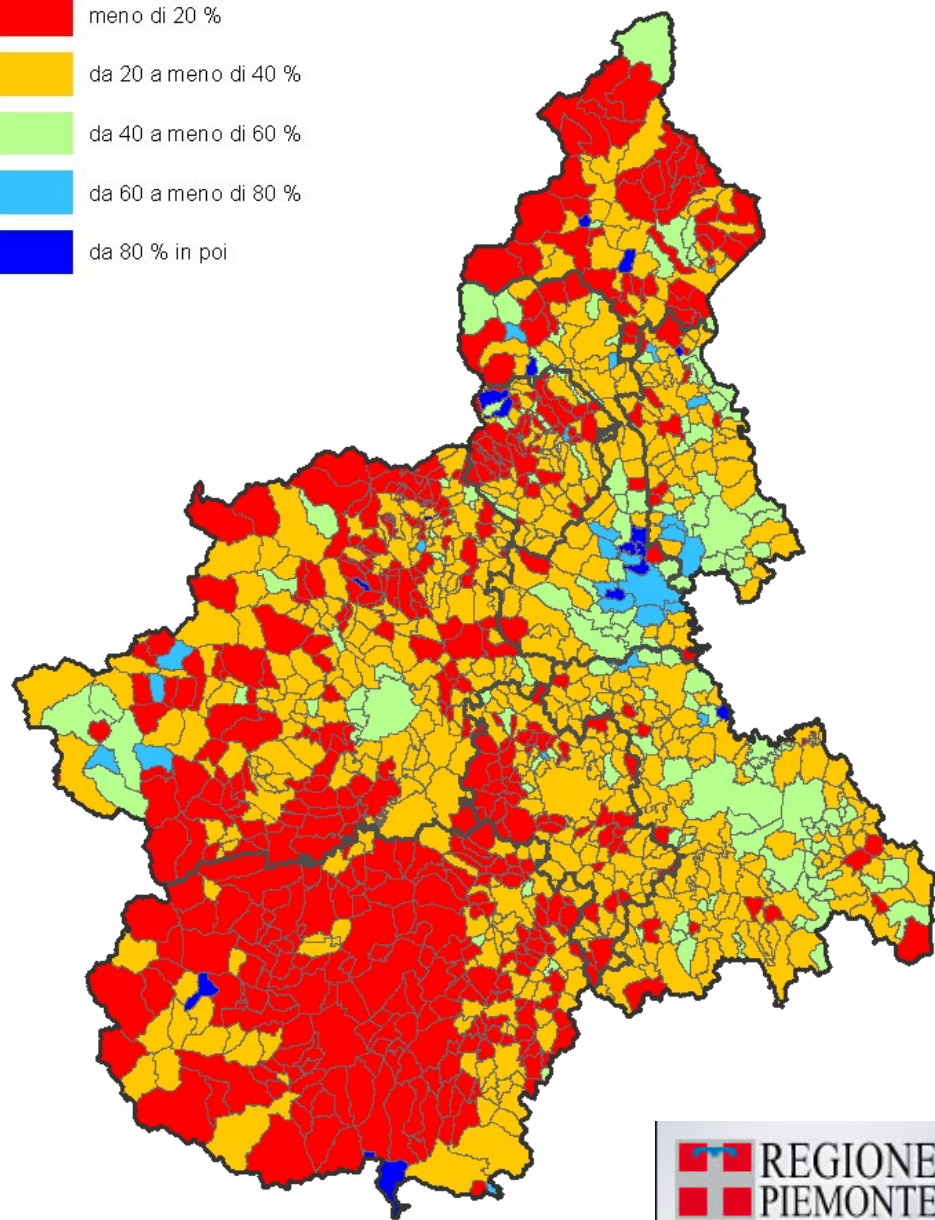 meno di 20 %
da 20 a meno di 40 %
da 40 a meno di 60 %
da 60 a meno di 80 %
da 80 % in poi
REGIONE
PIEMONTE